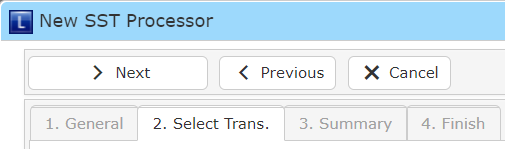 L New SST Processor
Next Previous Cancel
1. General 2. Select Trans. 3. Summary 4. Finish